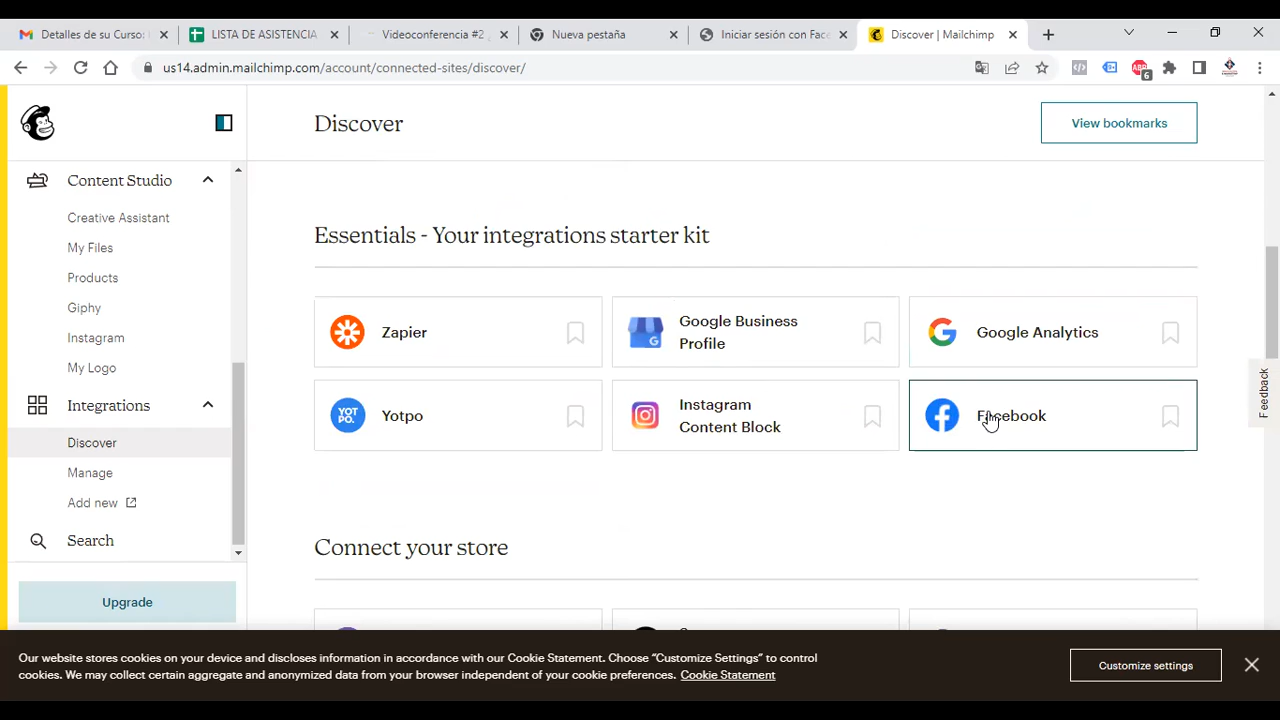 Detalles de su Curso
LISTA DE ASISTENCIA
Videoconferencia #2
Nueva pestaña
Iniciar sesión con Face
Discover | Mailchimp
us14.admin.mailchimp.com/account/connected-sites/discover/
6
Discover
View bookmarks
Content Studio
Creative Assistant
My Files
Products
Giphy
Instagram
My Logo
Integrations
Discover
Manage
Add new
Search
Upgrade
Essentials - Your integrations starter kit
Zapier
Google Business
Profile
Google Analytics
YOT
PO.
Yotpo
Instagram
Content Block
Facebook
Connect your store
Feedback
Our website stores cookies on your device and discloses information in accordance with our Cookie Statement. Choose "Customize Settings" to control
cookies. We may collect certain aggregate and anonymized data from your browser independent of your cookie preferences. Cookie Statement
Customize settings